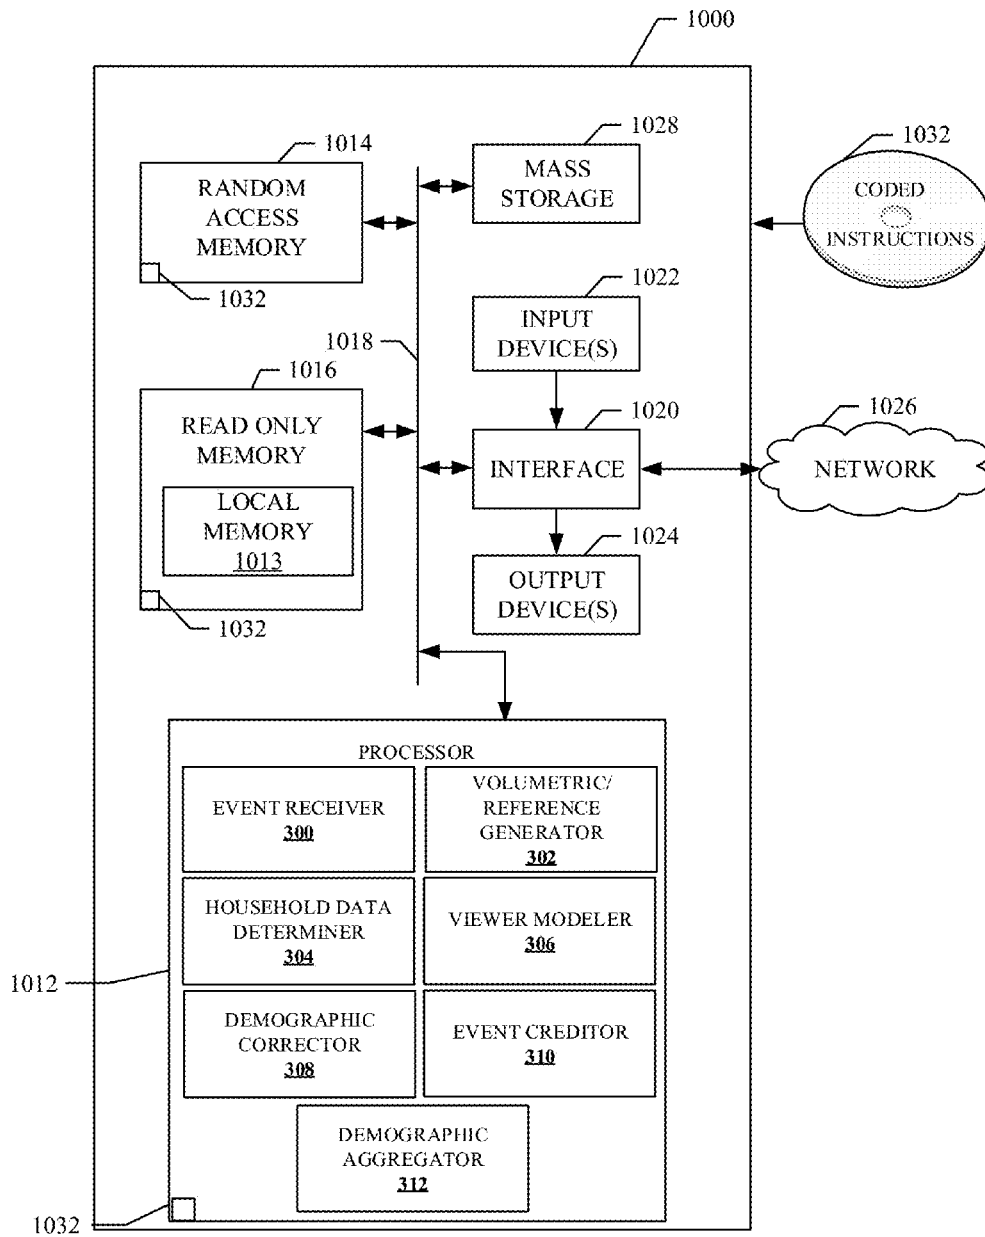 1000
1014
RANDOM
ACCESS
MEMORY
1032
1028
MASS
STORAGE
1032
CODED
INSTRUCTIONS
1022
INPUT
DEVICE(S)
1018
1016
READ ONLY
MEMORY
LOCAL
MEMORY
1013
1032
1020
INTERFACE
1026
NETWORK
1024
OUTPUT
DEVICE(S)
PROCESSOR
EVENT RECEIVER
300
VOLUMETRIC/
REFERENCE
GENERATOR
302
HOUSEHOLD DATA
DETERMINER
304
VIEWER MODELER
306
1012
DEMOGRAPHIC
CORRECTOR
308
EVENT CREDITOR
310
DEMOGRAPHIC
AGGREGATOR
312
1032